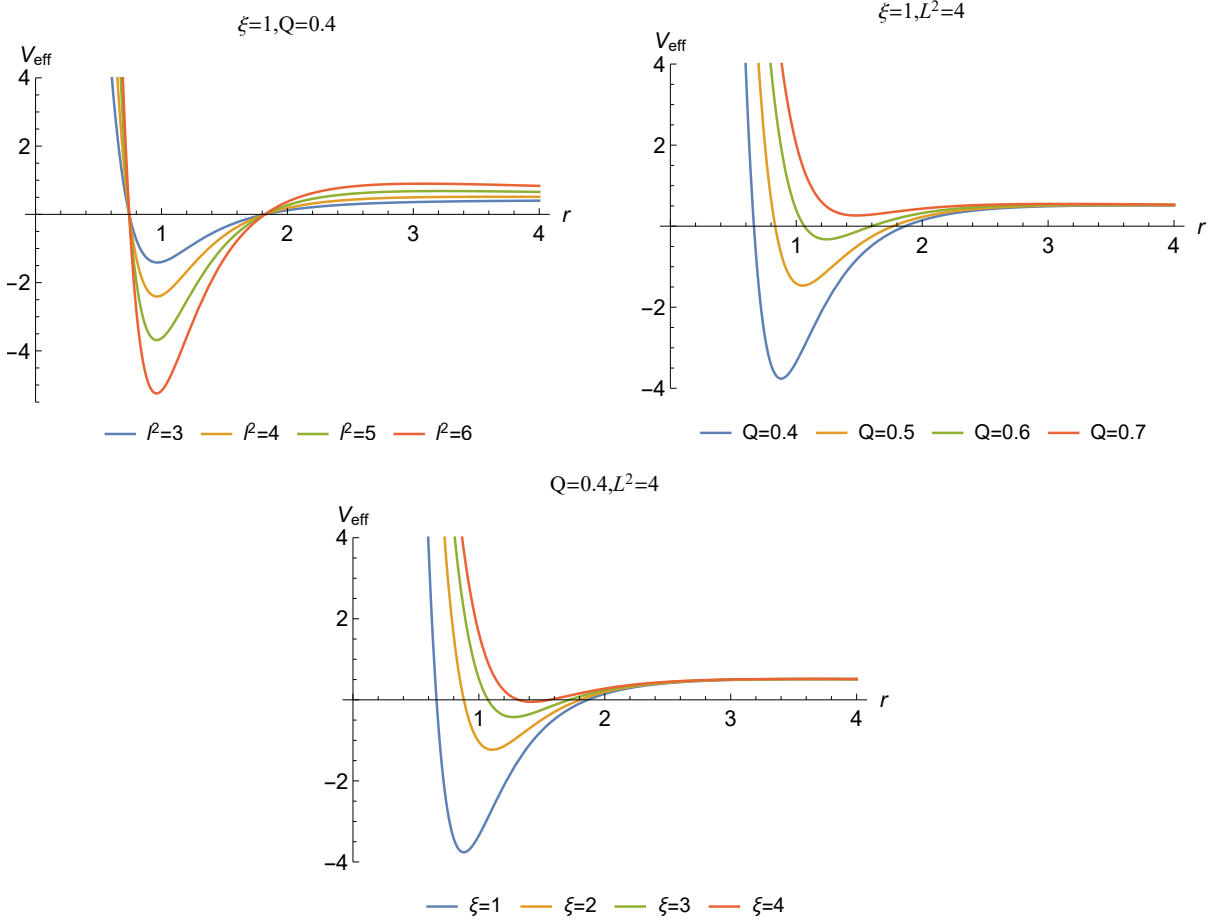 ξ=1,Q=0.4
V_eff
4
2
-2
-4
1
2
3
4
r
l²=3 l²=4 l²=5 l²=6
ξ=1,L²=4
V_eff
4
2
-2
-4
1
2
3
4
r
Q=0.4 Q=0.5 Q=0.6 Q=0.7
Q=0.4,L²=4
V_eff
4
2
-2
-4
1
2
3
4
r
ξ=1 ξ=2 ξ=3 ξ=4